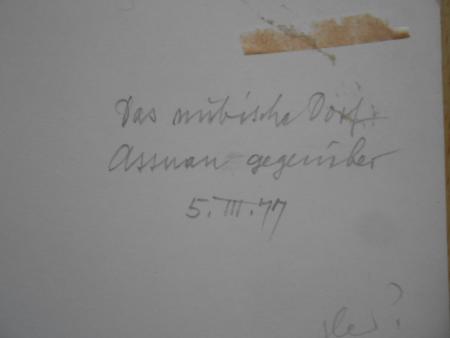 Das nubische Dorf
Assuan gegenüber
5. III. 77